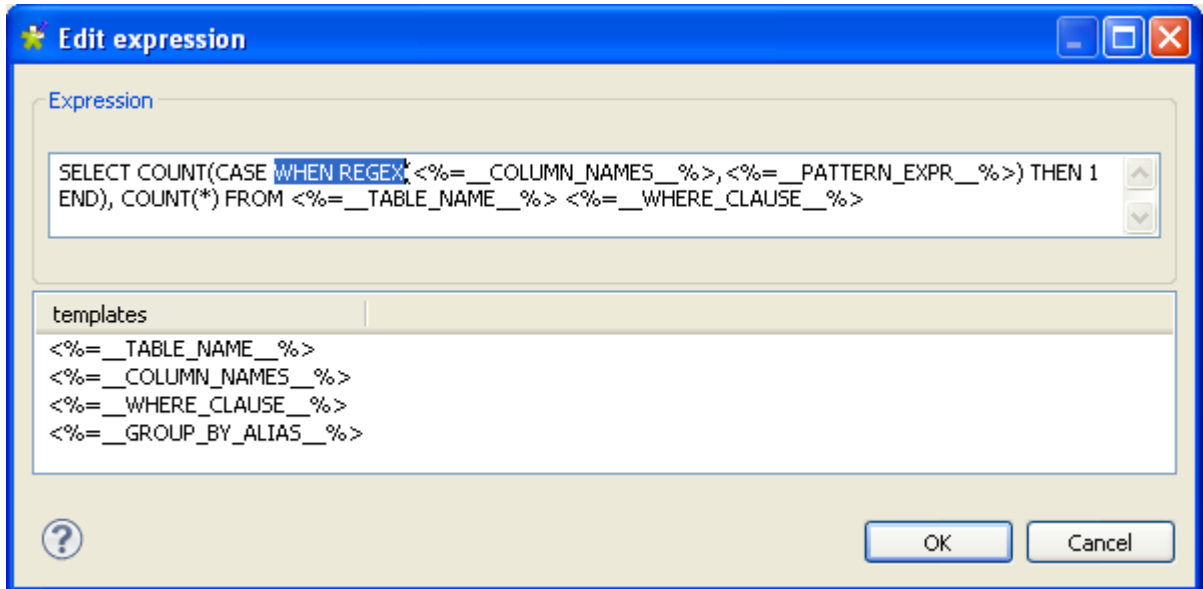 Edit expression
Expression
SELECT COUNT(CASE WHEN REGEX(<%=__COLUMN_NAMES__%>,<%=__PATTERN_EXPR__%>) THEN 1
END), COUNT(*) FROM <%=__TABLE_NAME__%> <%=__WHERE_CLAUSE__%>
templates
<%=__TABLE_NAME__%>
<%=__COLUMN_NAMES__%>
<%=__WHERE_CLAUSE__%>
<%=__GROUP_BY_ALIAS__%>
?
OK Cancel